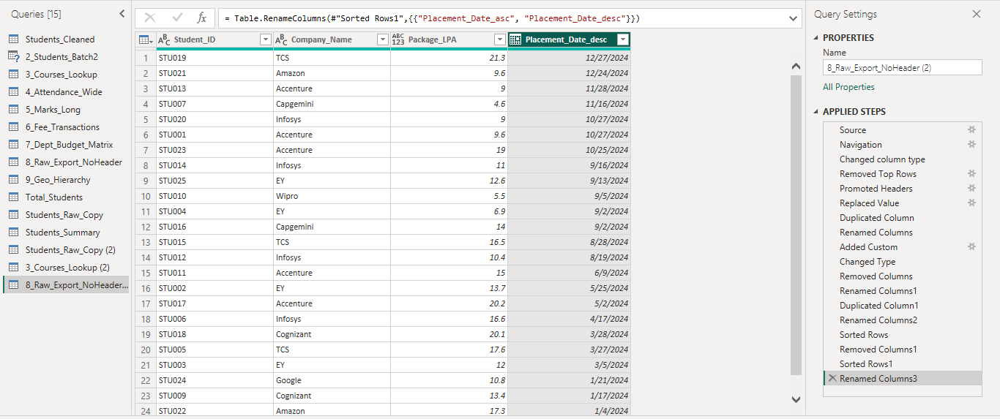 Queries [15]
Students_Cleaned
2_Students_Batch2
3_Courses_Lookup
4_Attendance_Wide
5_Marks_Long
6_Fee_Transactions
7_Dept_Budget_Matrix
8_Raw_Export_NoHeader
9_Geo_Hierarchy
Total_Students
Students_Raw_Copy
Students_Summary
Students_Raw_Copy (2)
3_Courses_Lookup (2)
8_Raw_Export_NoHeader...
fx = Table.RenameColumns(#"Sorted Rows1",{{"Placement_Date_asc", "Placement_Date_desc"}})
ABC Student_ID ABC Company_Name ABC123 Package_LPA Placement_Date_desc
1 STU019 TCS 21.3 12/27/2024
2 STU021 Amazon 9.6 12/24/2024
3 STU013 Accenture 9 11/28/2024
4 STU007 Capgemini 4.6 11/16/2024
5 STU020 Infosys 9 10/27/2024
6 STU001 Accenture 9.6 10/27/2024
7 STU023 Accenture 19 10/25/2024
8 STU014 Infosys 11 9/16/2024
9 STU025 EY 12.6 9/13/2024
10 STU010 Wipro 5.5 9/5/2024
11 STU004 EY 6.9 9/2/2024
12 STU016 Capgemini 14 9/2/2024
13 STU015 TCS 16.5 8/28/2024
14 STU012 Infosys 10.4 8/19/2024
15 STU011 Accenture 15 6/9/2024
16 STU002 EY 13.7 5/25/2024
17 STU017 Accenture 20.2 5/2/2024
18 STU006 Infosys 16.6 4/17/2024
19 STU018 Cognizant 20.1 3/28/2024
20 STU005 TCS 17.6 3/27/2024
21 STU003 EY 12 3/5/2024
22 STU024 Google 10.8 1/21/2024
23 STU009 Cognizant 13.4 1/17/2024
24 STU022 Amazon 17.3 1/4/2024
Query Settings
PROPERTIES
Name
8_Raw_Export_NoHeader (2)
All Properties
APPLIED STEPS
Source
Navigation
Changed column type
Removed Top Rows
Promoted Headers
Replaced Value
Duplicated Column
Renamed Columns
Added Custom
Changed Type
Removed Columns
Renamed Columns1
Duplicated Column1
Renamed Columns2
Sorted Rows
Removed Columns1
Sorted Rows1
Renamed Columns3